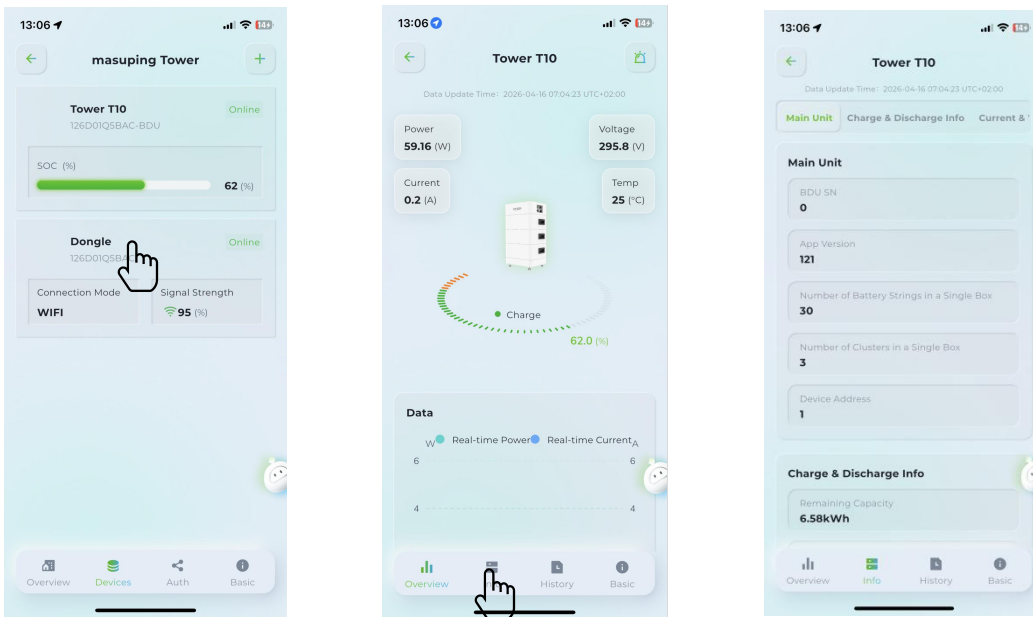 13:06
14
masuping Tower
Tower T10
Online
126D01Q5BAC-BDU
SOC (%)
62 (%)
Dongle
Online
126D01Q5BA
Connection Mode
WIFI
Signal Strength
95 (%)
Overview
Devices
Auth
Basic
13:06
14
Tower T10
Data Update Time: 2026-04-16 07:04:23 UTC+02:00
Power
59.16 (W)
Voltage
295.8 (V)
Current
0.2 (A)
Temp
25 (°C)
Charge
62.0 (%)
Data
W
Real-time Power
Real-time Current
A
6
6
4
4
Overview
History
Basic
13:06
14
Tower T10
Data Update Time: 2026-04-16 07:04:23 UTC+02:00
Main Unit
Charge & Discharge Info
Current &
Main Unit
BDU SN
0
App Version
121
Number of Battery Strings in a Single Box
30
Number of Clusters in a Single Box
3
Device Address
1
Charge & Discharge Info
Remaining Capacity
6.58kWh
Overview
Info
History
Basic